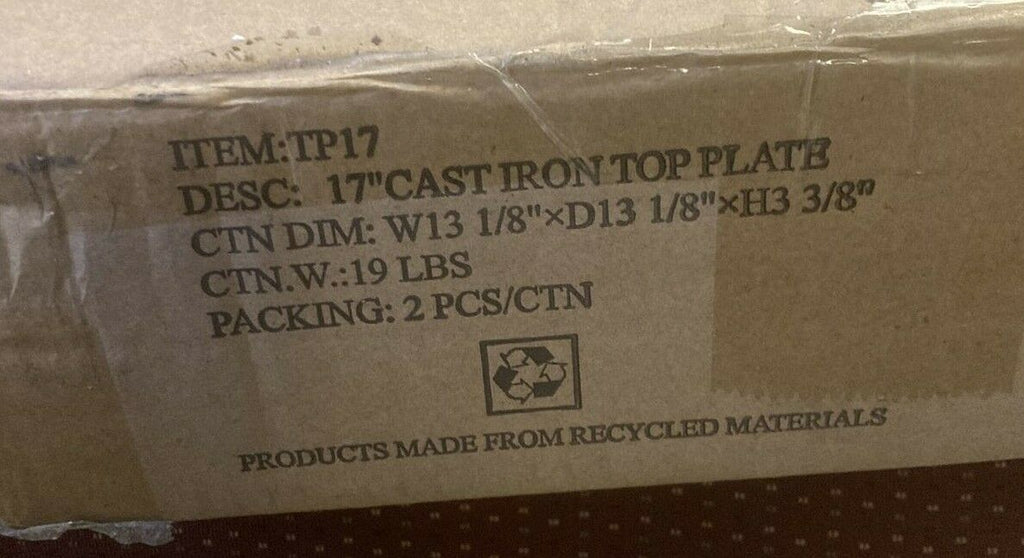 ITEM:TP17
DESC: 17"CAST IRON TOP PLATE
CTN DIM: W13 1/8"×D13 1/8"×H3 3/8"
CTN.W.:19 LBS
PACKING: 2 PCS/CTN
PRODUCTS MADE FROM RECYCLED MATERIALS